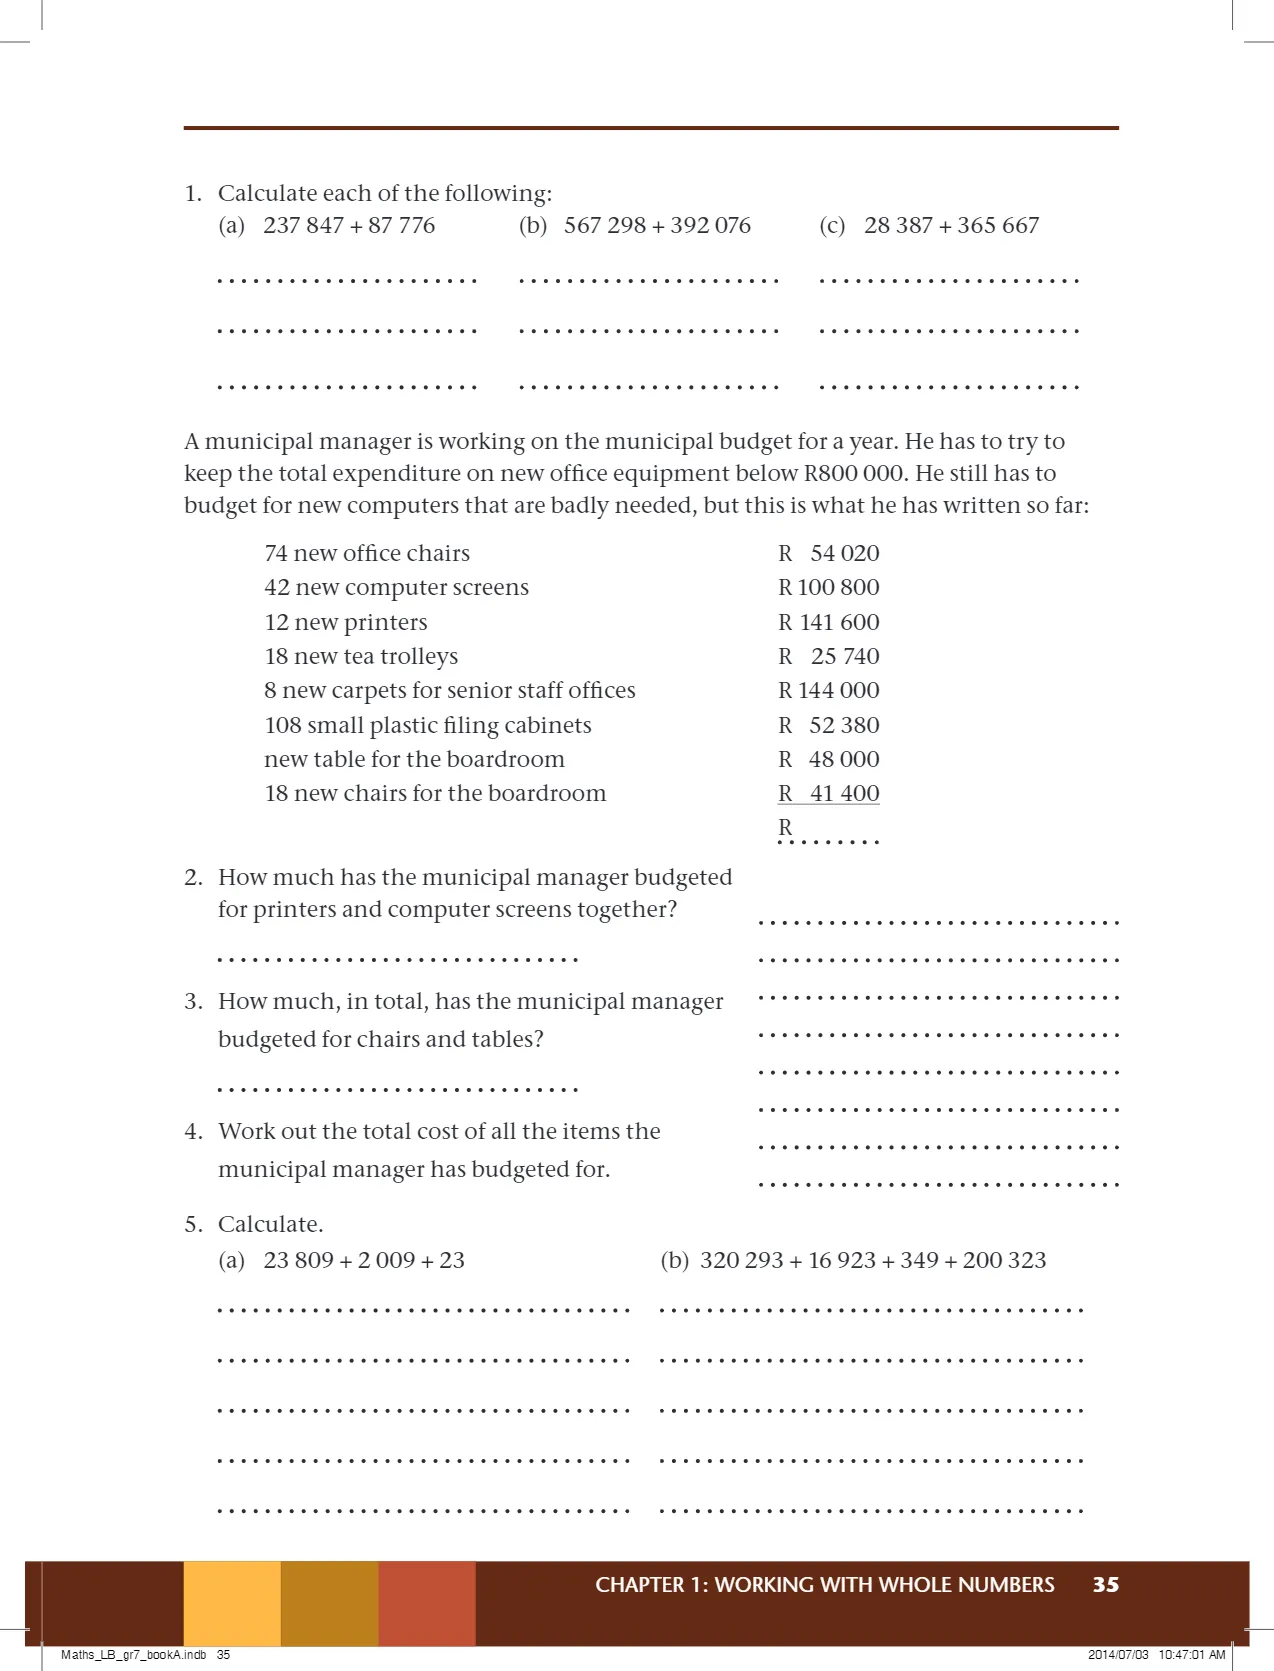 1. Calculate each of the following:
(a) 237 847 + 87 776 (b) 567 298 + 392 076 (c) 28 387 + 365 667
A municipal manager is working on the municipal budget for a year. He has to try to
keep the total expenditure on new office equipment below R800 000. He still has to
budget for new computers that are badly needed, but this is what he has written so far:
74 new office chairs R 54 020
42 new computer screens R 100 800
12 new printers R 141 600
18 new tea trolleys R 25 740
8 new carpets for senior staff offices R 144 000
108 small plastic filing cabinets R 52 380
new table for the boardroom R 48 000
18 new chairs for the boardroom R 41 400
R
2. How much has the municipal manager budgeted
for printers and computer screens together?
3. How much, in total, has the municipal manager
budgeted for chairs and tables?
4. Work out the total cost of all the items the
municipal manager has budgeted for.
5. Calculate.
(a) 23 809 + 2 009 + 23 (b) 320 293 + 16 923 + 349 + 200 323
CHAPTER 1: WORKING WITH WHOLE NUMBERS 35
Maths_LB_gr7_bookA.indb 35 2014/07/03 10:47:01 AM